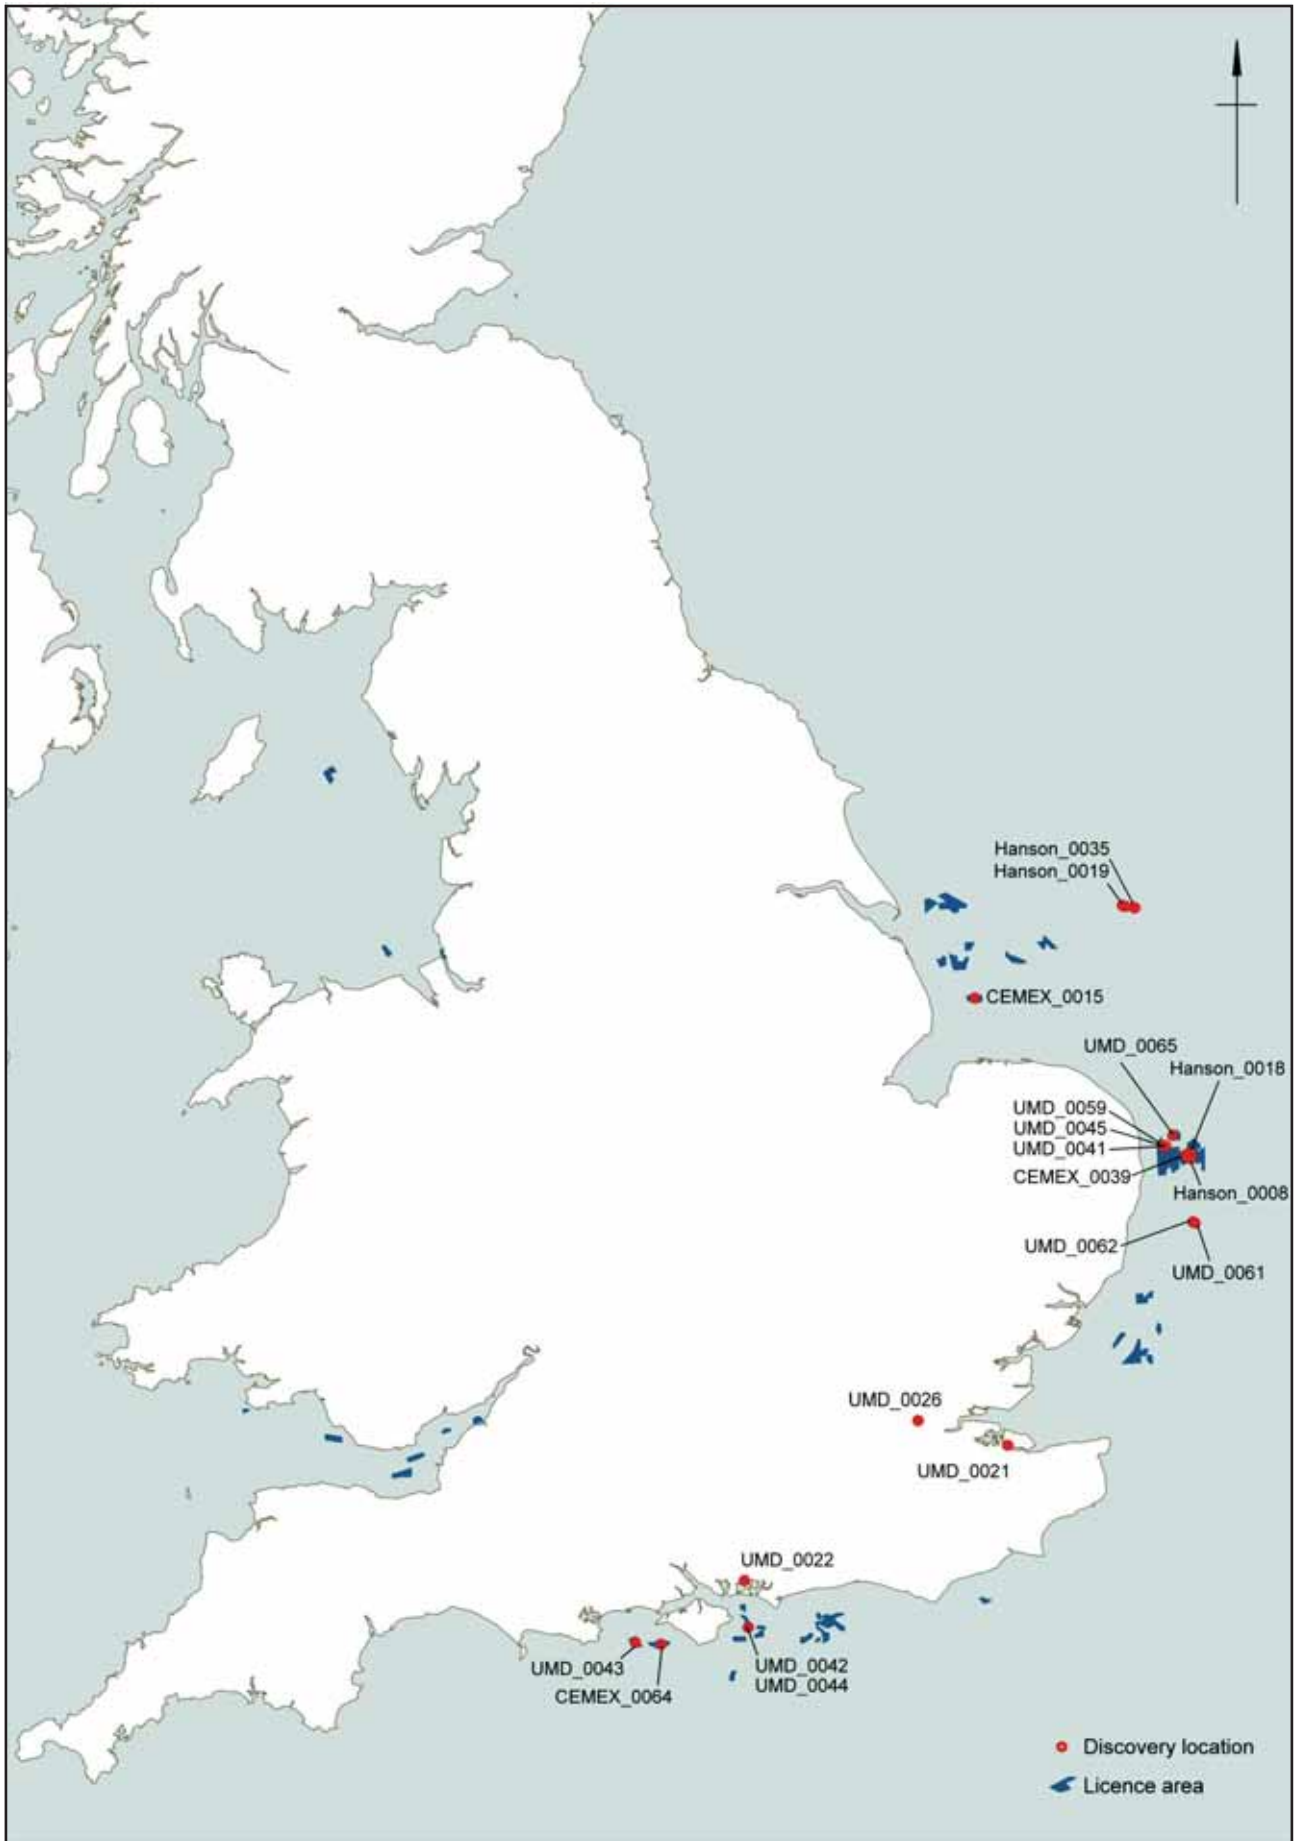 Hanson_0035
Hanson_0019
CEMEX_0015
UMD_0065
Hanson_0018
UMD_0059
UMD_0045
UMD_0041
CEMEX_0039
Hanson_0008
UMD_0062
UMD_0061
UMD_0026
UMD_0021
UMD_0022
UMD_0043
CEMEX_0064
UMD_0042
UMD_0044
Discovery location
Licence area